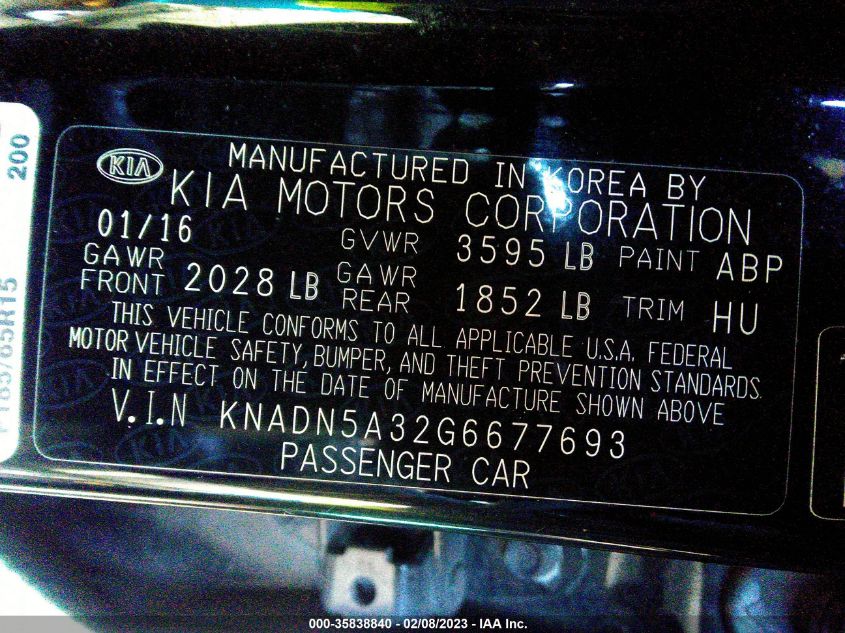 200
P185/65R15
KIA MANUFACTURED IN KOREA BY
KIA MOTORS CORPORATION
01/16 GVWR 3595 LB PAINT ABP
GAWR FRONT 2028 LB GAWR REAR 1852 LB TRIM HU
THIS VEHICLE CONFORMS TO ALL APPLICABLE U.S.A. FEDERAL
MOTOR VEHICLE SAFETY, BUMPER, AND THEFT PREVENTION STANDARDS
IN EFFECT ON THE DATE OF MANUFACTURE SHOWN ABOVE
V.I.N KNADN5A32G6677693
PASSENGER CAR
000-35838840 - 02/08/2023 - IAA Inc.